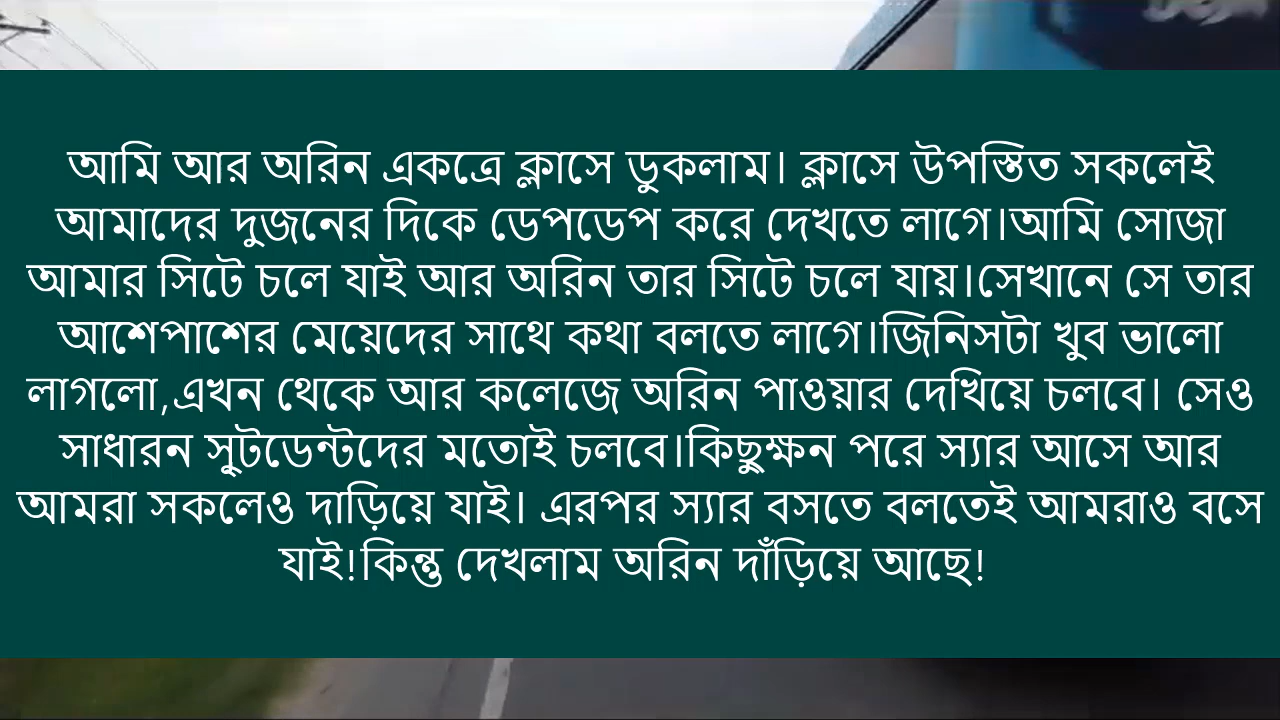 আমি আর অরিন একত্রে ক্লাসে ডুকলাম। ক্লাসে উপস্তিত সকলেই
আমাদের দুজনের দিকে ডেপডেপ করে দেখতে লাগে।আমি সোজা
আমার সিটে চলে যাই আর অরিন তার সিটে চলে যায়।সেখানে সে তার
আশেপাশের মেয়েদের সাথে কথা বলতে লাগে।জিনিসটা খুব ভালো
লাগলো,এখন থেকে আর কলেজে অরিন পাওয়ার দেখিয়ে চলবে। সেও
সাধারন সূ্টডেন্টদের মতোই চলবে।কিছুক্ষন পরে স্যার আসে আর
আমরা সকলেও দাড়িয়ে যাই। এরপর স্যার বসতে বলতেই আমরাও বসে
যাই!কিন্তু দেখলাম অরিন দাঁড়িয়ে আছে!